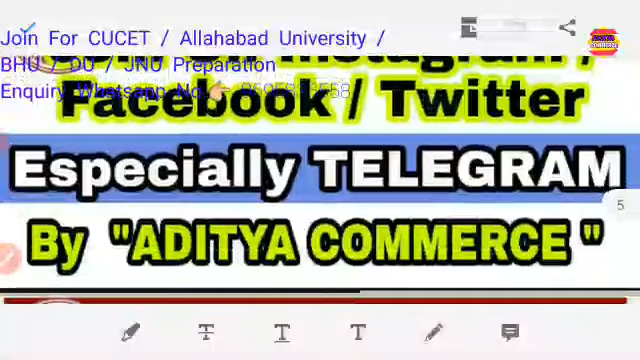 Join For CUCET / Allahabad University /
BHU / DU / JNU Preparation
Enquiry Whatsapp No.
Instagram /
Facebook / Twitter
Especially TELEGRAM
By "ADITYA COMMERCE "
5